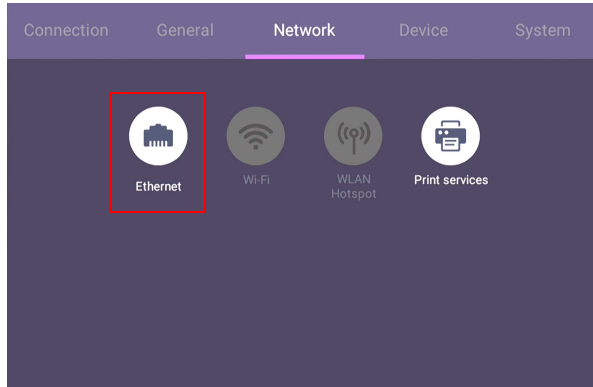 Connection General Network Device System
Ethernet Wi-Fi WLAN Print services
Hotspot